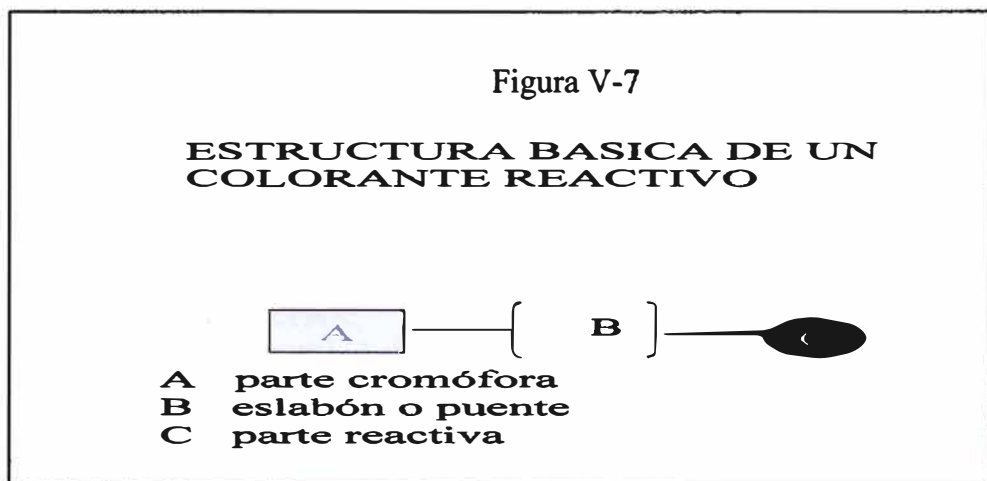 Figura V-7
ESTRUCTURA BASICA DE UN
COLORANTE REACTIVO
A B C
A parte cromófora
B eslabón o puente
C parte reactiva